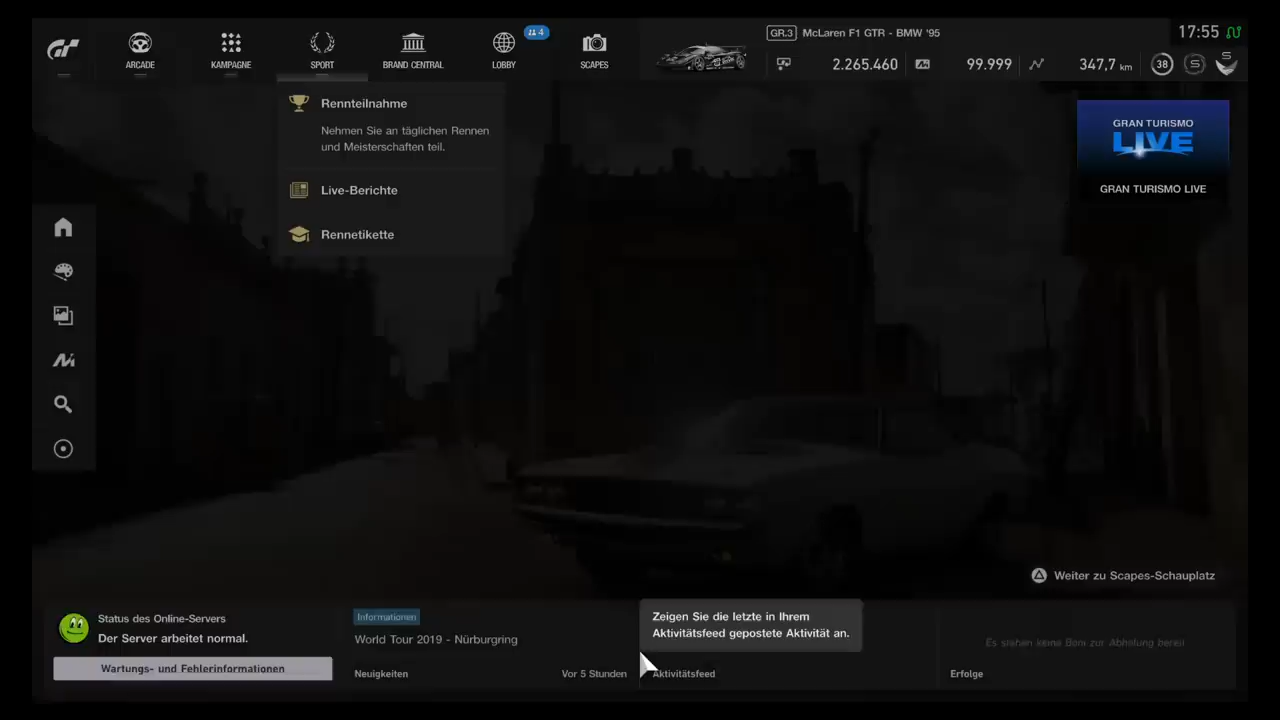 GT
ARCADE
KAMPAGNE
SPORT
BRAND CENTRAL
4
LOBBY
SCAPES
GR.3 McLaren F1 GTR - BMW '95
17:55
2.265.460
99.999
347,7 km
38
S
S
Rennteilnahme
Nehmen Sie an täglichen Rennen
und Meisterschaften teil.
Live-Berichte
Rennetikette
GRAN TURISMO
LIVE
GRAN TURISMO LIVE
Weiter zu Scapes-Schauplatz
Status des Online-Servers
Der Server arbeitet normal.
Wartungs- und Fehlerinformationen
Informationen
World Tour 2019 - Nürburgring
Neuigkeiten
Vor 5 Stunden
Zeigen Sie die letzte in Ihrem
Aktivitätsfeed gepostete Aktivität an.
Aktivitätsfeed
Es stehen keine Boni zur Abholung bereit
Erfolge